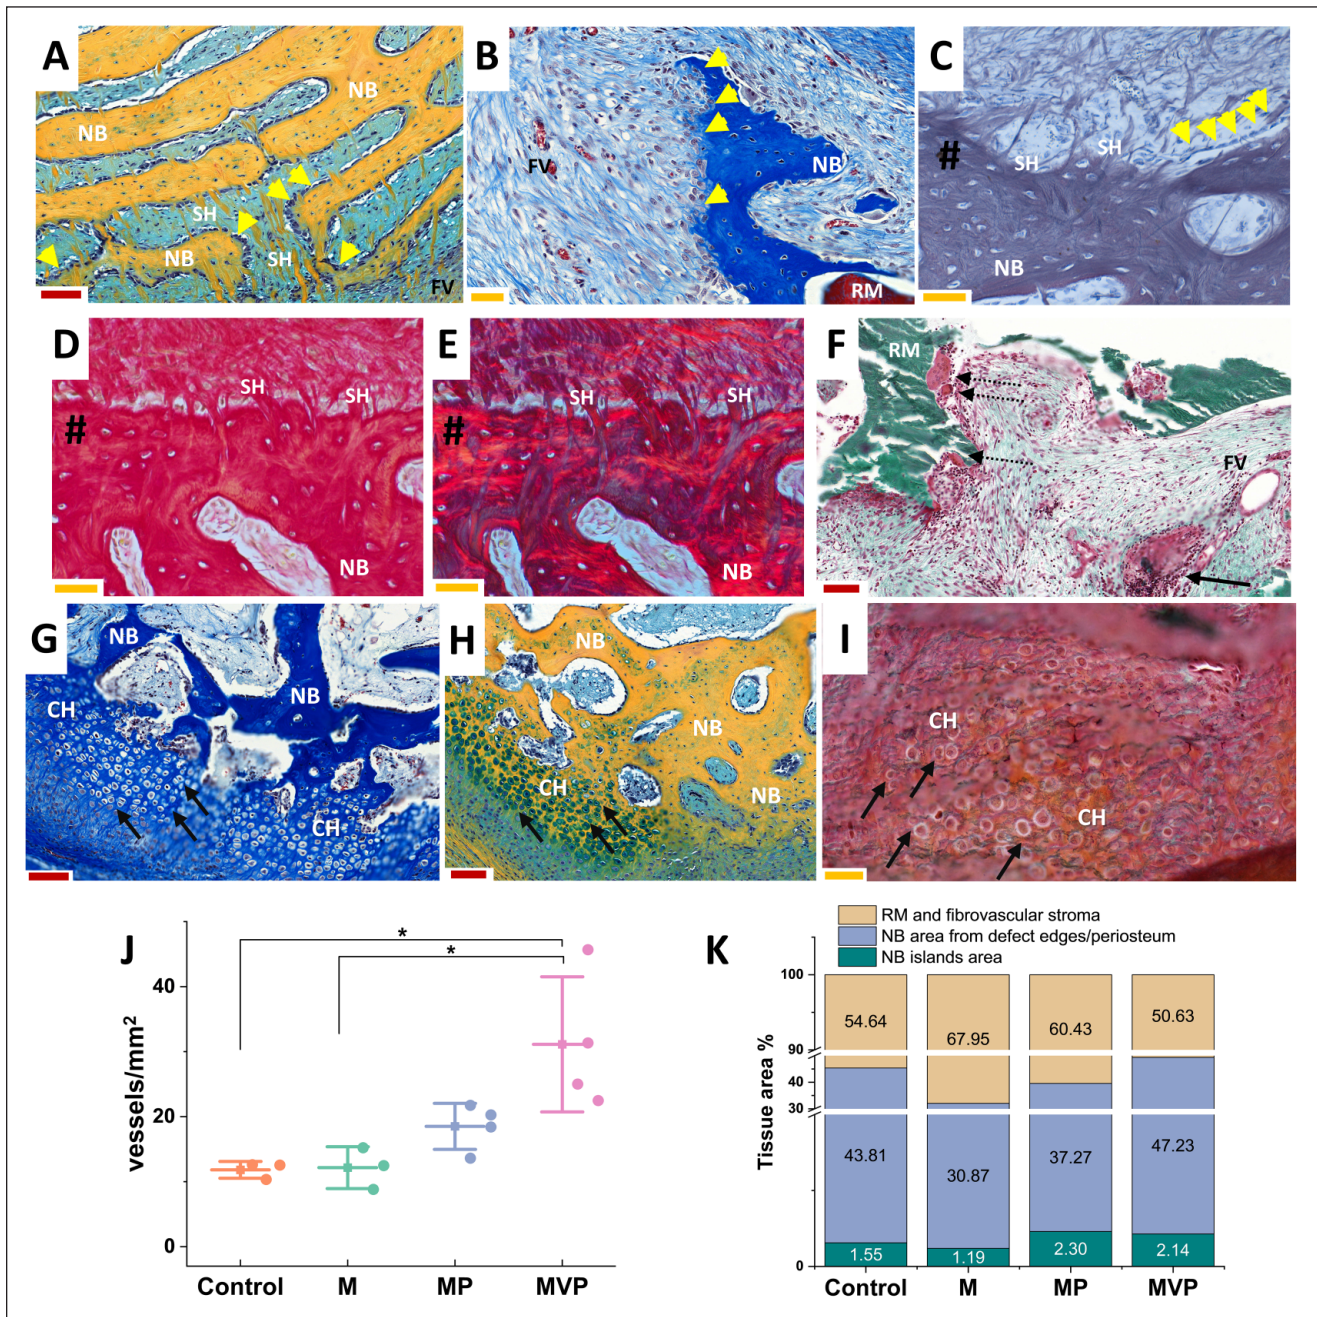 A
NB
NB
SH
NB
SH
FV
B
FV
NB
RM
C
#
SH
SH
NB
D
SH
SH
#
NB
E
SH
SH
#
NB
F
RM
FV
G
NB
NB
CH
CH
H
NB
NB
CH
NB
I
CH
CH
J
*
*
vessels/mm²
40
20
0
Control M MP MVP
K
RM and fibrovascular stroma
NB area from defect edges/periosteum
NB islands area
Tissue area %
100
90
40
30
0
54.64 67.95 60.43 50.63
43.81 30.87 37.27 47.23
1.55 1.19 2.30 2.14
Control M MP MVP